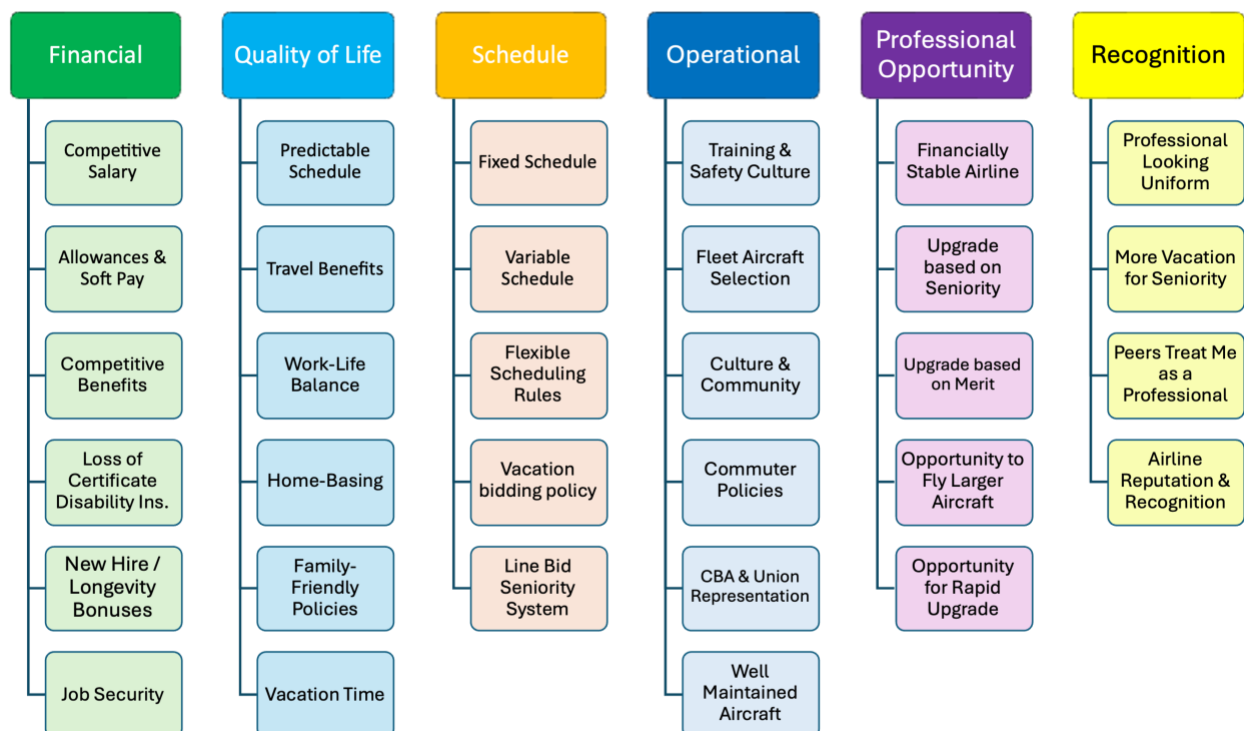 Financial
Competitive
Salary
Allowances &
Soft Pay
Competitive
Benefits
Loss of
Certificate
Disability Ins.
New Hire /
Longevity
Bonuses
Job Security
Quality of Life
Predictable
Schedule
Travel Benefits
Work-Life
Balance
Home-Basing
Family-
Friendly
Policies
Vacation Time
Schedule
Fixed Schedule
Variable
Schedule
Flexible
Scheduling
Rules
Vacation
bidding policy
Line Bid
Seniority
System
Operational
Training &
Safety Culture
Fleet Aircraft
Selection
Culture &
Community
Commuter
Policies
CBA & Union
Representation
Well
Maintained
Aircraft
Professional
Opportunity
Financially
Stable Airline
Upgrade
based on
Seniority
Upgrade based
on Merit
Opportunity to
Fly Larger
Aircraft
Opportunity
for Rapid
Upgrade
Recognition
Professional
Looking
Uniform
More Vacation
for Seniority
Peers Treat Me
as a
Professional
Airline
Reputation &
Recognition